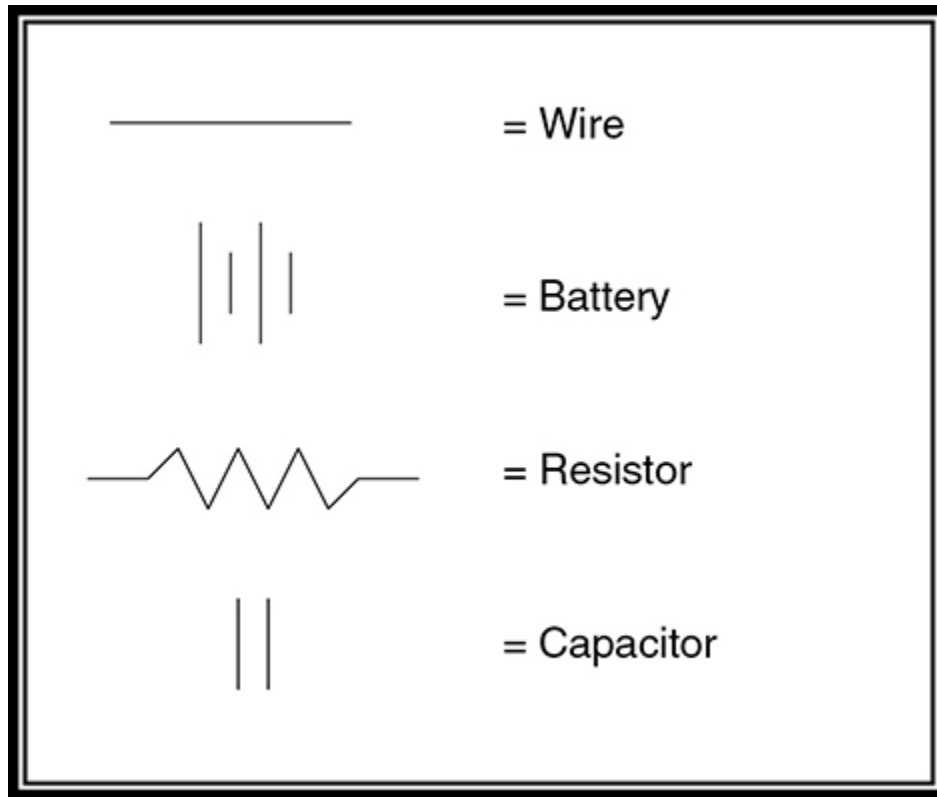 = Wire
= Battery
= Resistor
= Capacitor